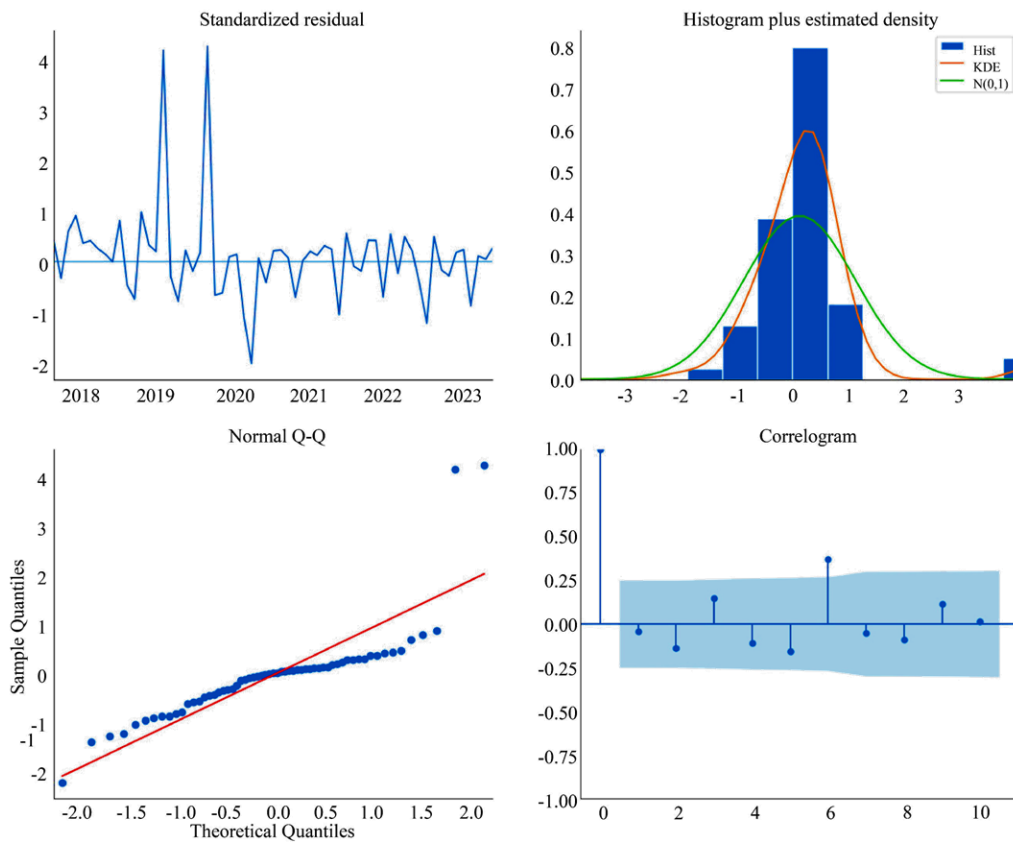 Standardized residual
4
3
2
1
0
-1
-2
2018 2019 2020 2021 2022 2023
Histogram plus estimated density
0.8
0.7
0.6
0.5
0.4
0.3
0.2
0.1
0.0
Hist
KDE
N(0,1)
-3 -2 -1 0 1 2 3
Normal Q-Q
4
3
2
1
0
-1
-1
-2
Sample Quantiles
-2.0 -1.5 -1.0 -0.5 0.0 0.5 1.0 1.5 2.0
Theoretical Quantiles
Correlogram
1.00
0.75
0.50
0.25
0.00
-0.25
-0.50
-0.75
-1.00
0 2 4 6 8 10